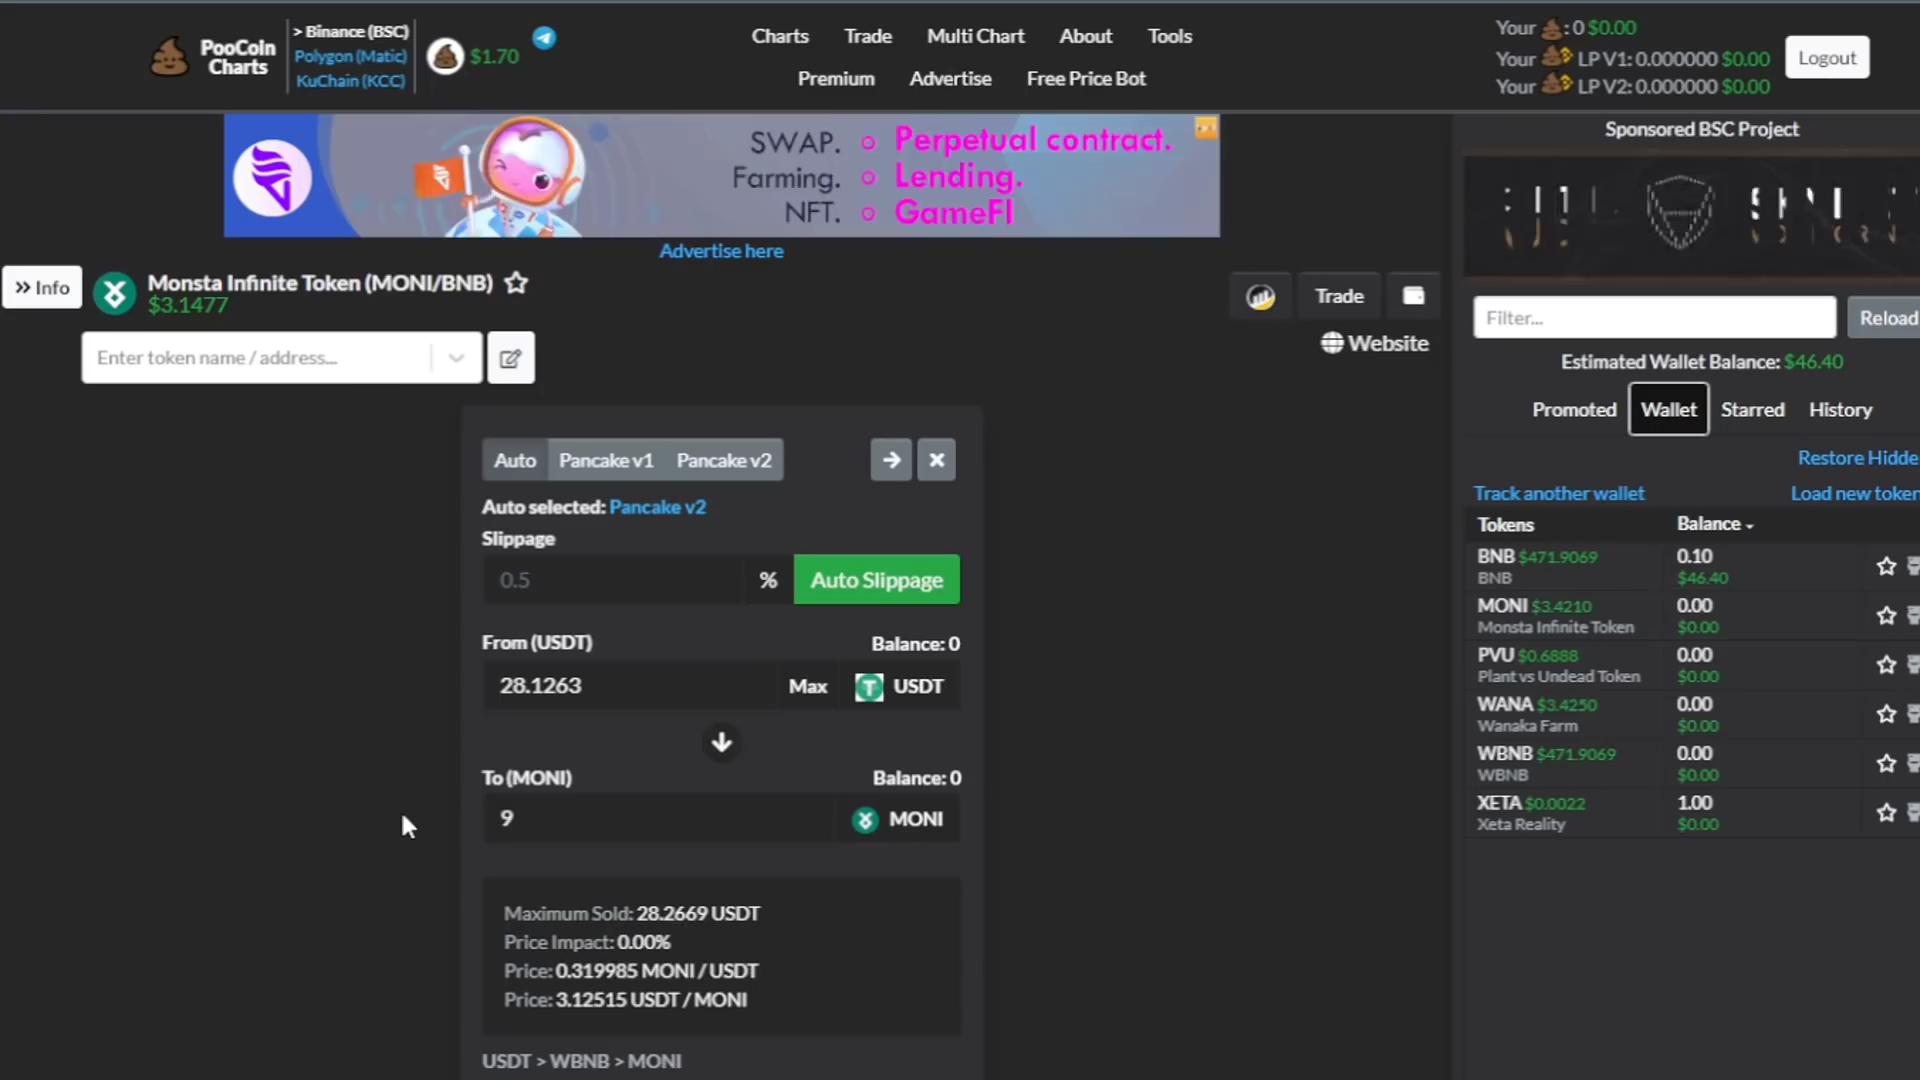 PooCoin
Charts
> Binance (BSC)
Polygon (Matic)
KuChain (KCC)
$1.70
Charts
Trade
Multi Chart
About
Tools
Premium
Advertise
Free Price Bot
Your : 0 $0.00
Your LP V1: 0.000000 $0.00
Your LP V2: 0.000000 $0.00
Logout
SWAP. Perpetual contract.
Farming. Lending.
NFT. GameFI
Advertise here
Sponsored BSC Project
>> Info
Monsta Infinite Token (MONI/BNB)
$3.1477
Trade
Enter token name / address...
Website
Filter...
Reload
Estimated Wallet Balance: $46.40
Promoted
Wallet
Starred
History
Restore Hidde
Track another wallet
Load new token
Auto
Pancake v1
Pancake v2
Auto selected: Pancake v2
Slippage
0.5
%
Auto Slippage
From (USDT)
Balance: 0
28.1263
Max
USDT
To (MONI)
Balance: 0
9
MONI
Maximum Sold: 28.2669 USDT
Price Impact: 0.00%
Price: 0.319985 MONI / USDT
Price: 3.12515 USDT / MONI
USDT > WBNB > MONI
Tokens
Balance
BNB $471.9069
0.10
BNB
$46.40
MONI $3.4210
0.00
Monsta Infinite Token
$0.00
PVU $0.6888
0.00
Plant vs Undead Token
$0.00
WANA $3.4250
0.00
Wanaka Farm
$0.00
WBNB $471.9069
0.00
WBNB
$0.00
XETA $0.0022
1.00
Xeta Reality
$0.00